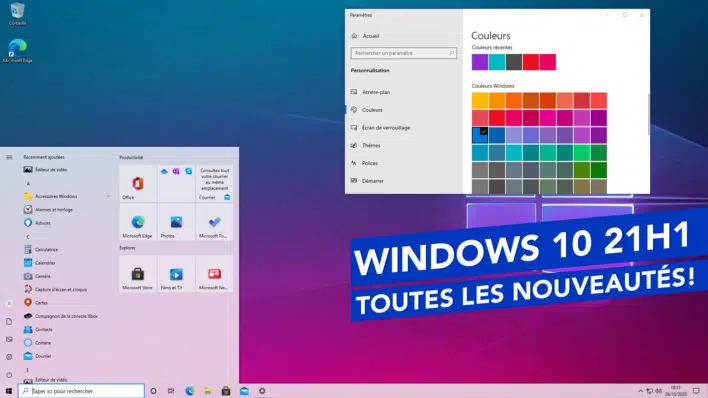 Corbeille
Microsoft Edge
Paramètres
Accueil
Rechercher un paramètre
Personnalisation
Arrière-plan
Couleurs
Écran de verrouillage
Thèmes
Polices
Démarrer
Couleurs
Couleurs récentes
Couleurs Windows
Récemment ajoutées
Éditeur de vidéo
A
Accessoires Windows
Alarmes et horloge
Astuces
C
Calculatrice
Calendrier
Caméra
Capture d'écran et croquis
Cartes
Compagnon de la console Xbox
Contacts
Cortana
Courrier
E
Éditeur de vidéo
Productivité
Office
Consultez
tout votre
courrier
au même
emplacement
Courrier
Microsoft Edge
Photos
Microsoft To...
Explorer
Microsoft Store
Films et TV
Microsoft Ne...
WINDOWS 10 21H1
TOUTES LES NOUVEAUTÉS!
Taper ici pour rechercher
18:11
24/10/2020